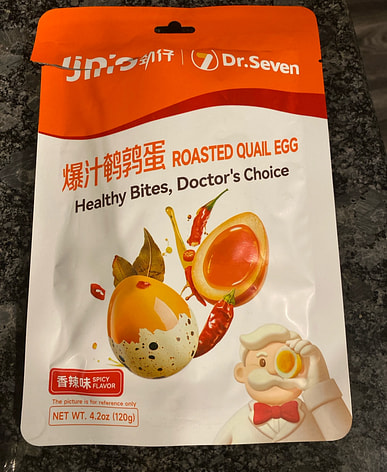 劲仔 7 Dr.Seven
爆汁鹌鹑蛋 ROASTED QUAIL EGG
Healthy Bites, Doctor's Choice
香辣味 SPICY FLAVOR
The picture is for reference only
NET WT. 4.2oz (120g)